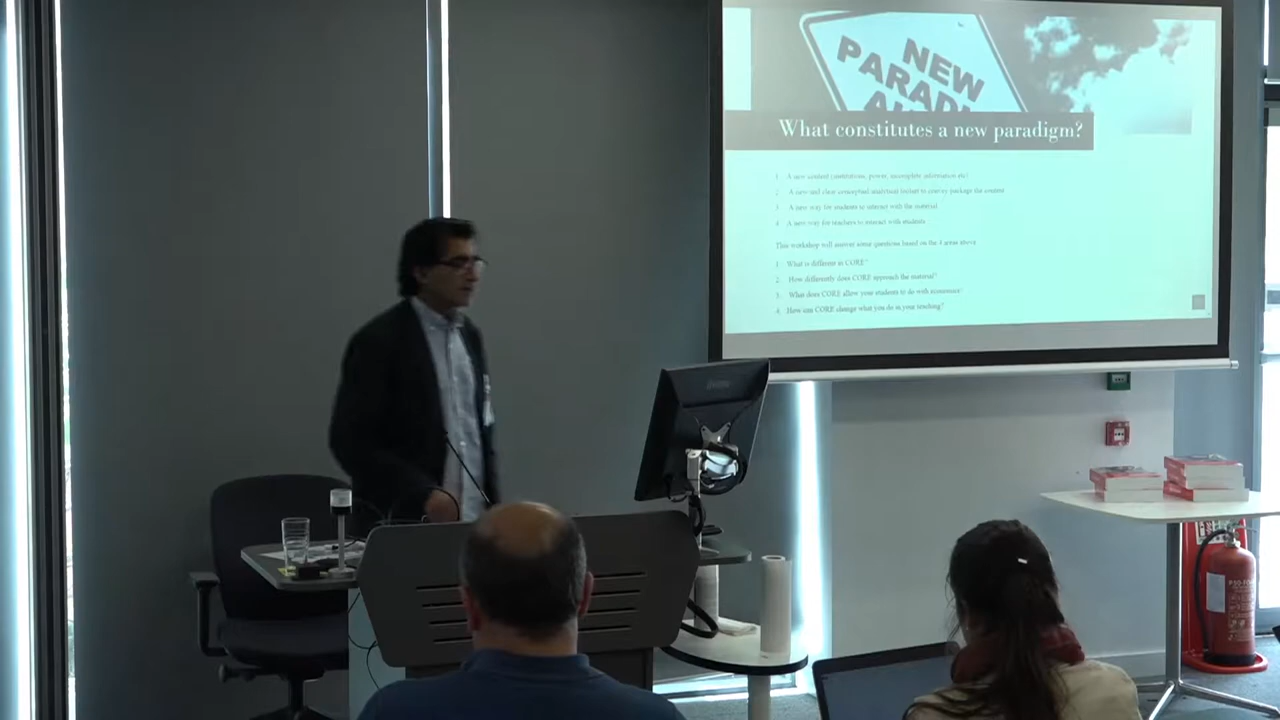 NEW
PARADI
What constitutes a new paradigm?
1 A new content (institutions, power, incomplete information etc)
2 A new and clear conceptual/analytical toolset to convey/package the content
3 A new way for students to interact with the material
4 A new way for teachers to interact with students
This workshop will answer some questions based on the 4 areas above
1. What is different in CORE?
2. How differently does CORE approach the material?
3. What does CORE allow your students to do with economics?
4. How can CORE change what you do in your teaching?